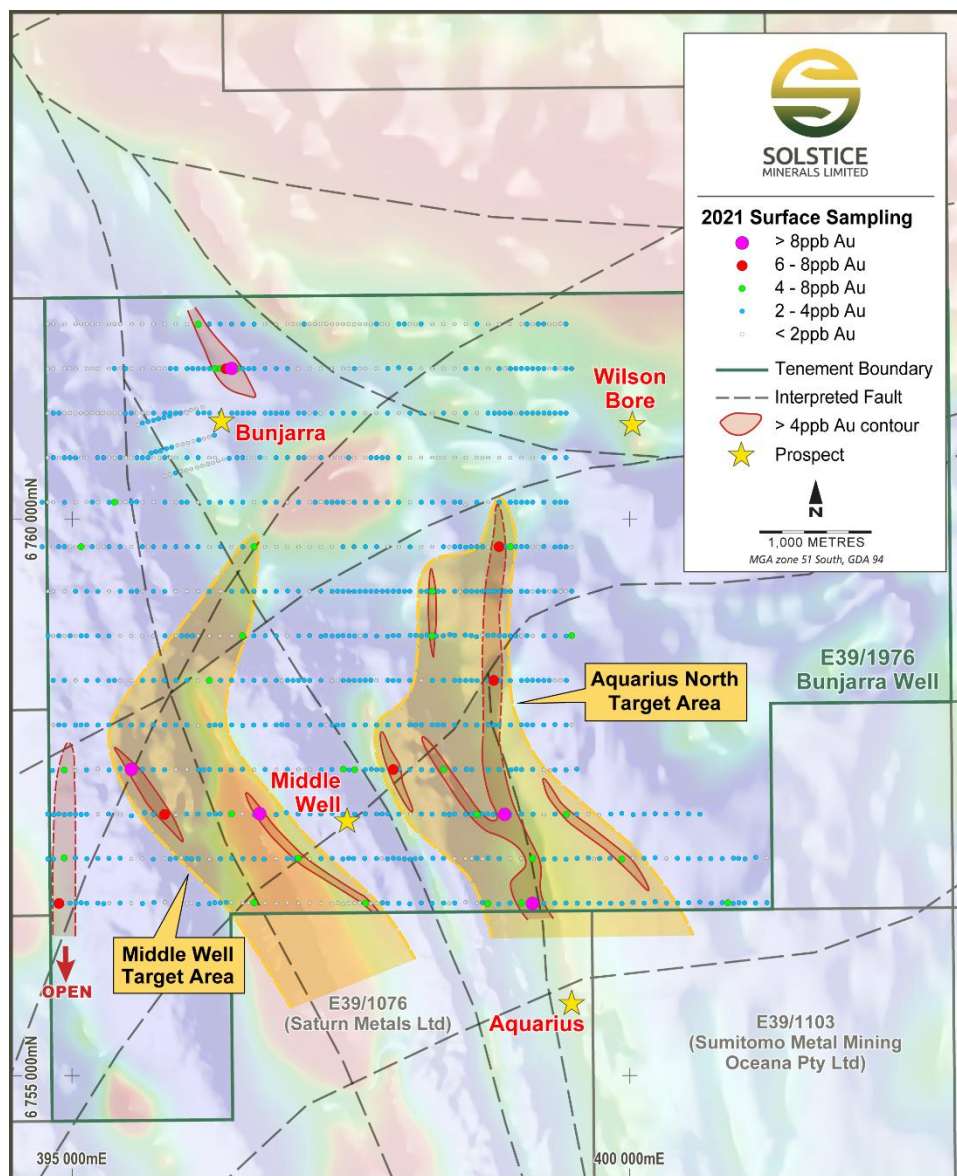 SOLSTICE
MINERALS LIMITED
2021 Surface Sampling
> 8ppb Au
6 - 8ppb Au
4 - 8ppb Au
2 - 4ppb Au
< 2ppb Au
Tenement Boundary
Interpreted Fault
> 4ppb Au contour
Prospect
N
1,000 METRES
MGA zone 51 South, GDA 94
Wilson
Bore
Bunjarra
6 760 000mN
E39/1976
Bunjarra Well
Aquarius North
Target Area
Middle
Well
Middle Well
Target Area
OPEN
E39/1076
(Saturn Metals Ltd)
Aquarius
E39/1103
(Sumitomo Metal Mining
Oceana Pty Ltd)
6 755 000mN
395 000mE
400 000mE